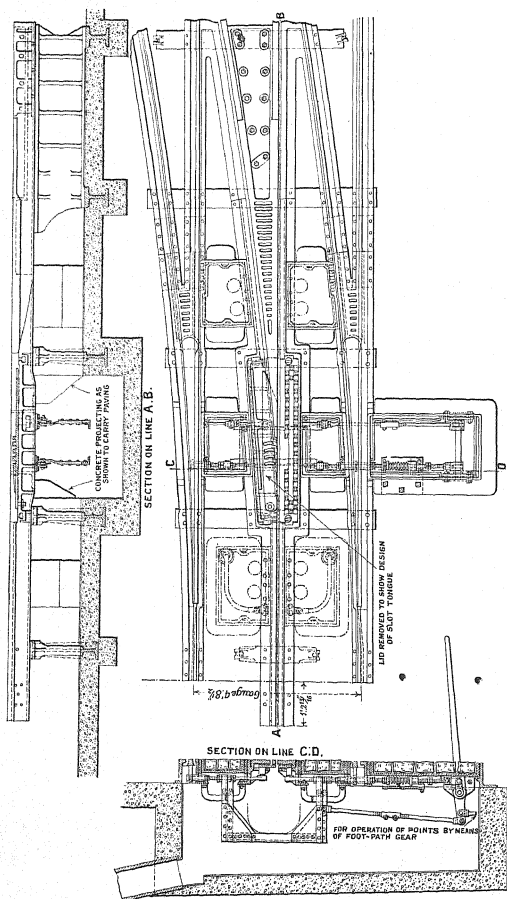 B
CONCRETE PROJECTING AS
SHOWN TO CARRY PAVING
SECTION ON LINE A.B.
C
D
LID REMOVED TO SHOW DESIGN
OF SLOT TONGUE
Gauge 4' 8½"
A
SECTION ON LINE C.D.
FOR OPERATION OF POINTS BY MEANS
OF FOOT-PATH GEAR